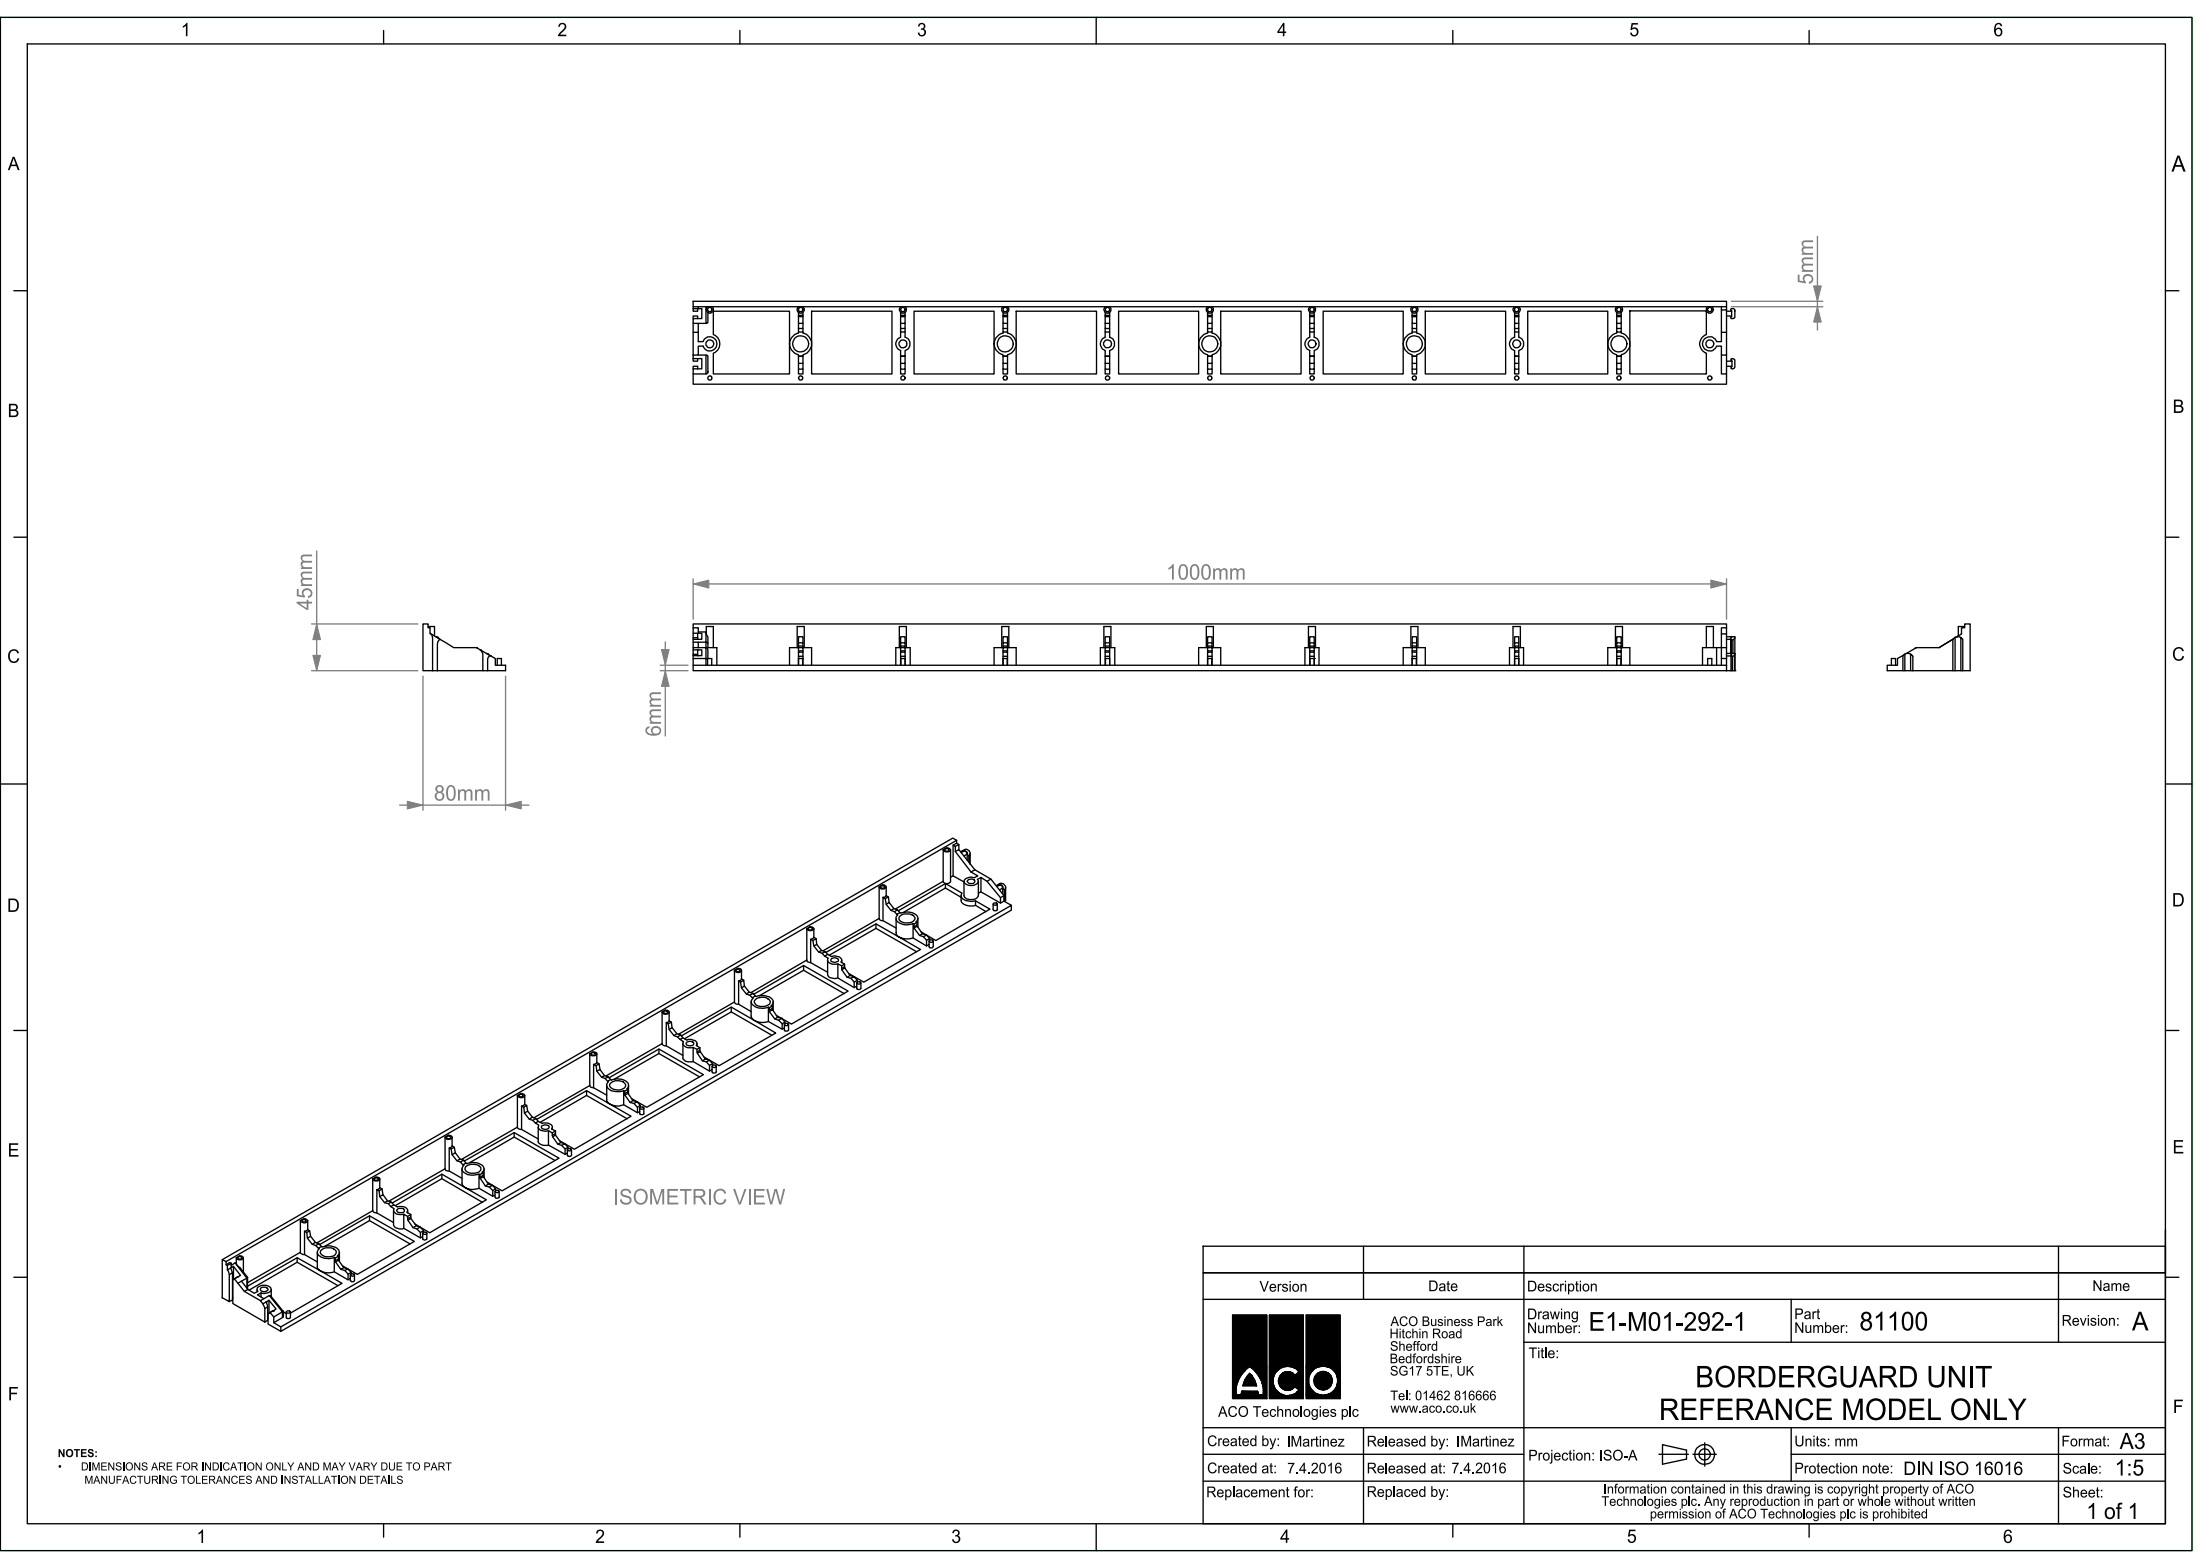 1 2 3 4 5 6
A A
5mm
B B
45mm
1000mm
C C
6mm
80mm
D D
E E
ISOMETRIC VIEW
Version Date Description Name
ACO
ACO Technologies plc
ACO Business Park
Hitchin Road
Shefford
Bedfordshire
SG17 5TE, UK
Tel: 01462 816666
www.aco.co.uk
Drawing Number: E1-M01-292-1
Part Number: 81100
Revision: A
Title:
BORDERGUARD UNIT
REFERANCE MODEL ONLY
F F
Created by: IMartinez Released by: IMartinez
Projection: ISO-A
Units: mm
Format: A3
Created at: 7.4.2016 Released at: 7.4.2016
Protection note: DIN ISO 16016
Scale: 1:5
Replacement for: Replaced by:
Information contained in this drawing is copyright property of ACO
Technologies plc. Any reproduction in part or whole without written
permission of ACO Technologies plc is prohibited
Sheet:
1 of 1
NOTES:
• DIMENSIONS ARE FOR INDICATION ONLY AND MAY VARY DUE TO PART
MANUFACTURING TOLERANCES AND INSTALLATION DETAILS
1 2 3 4 5 6